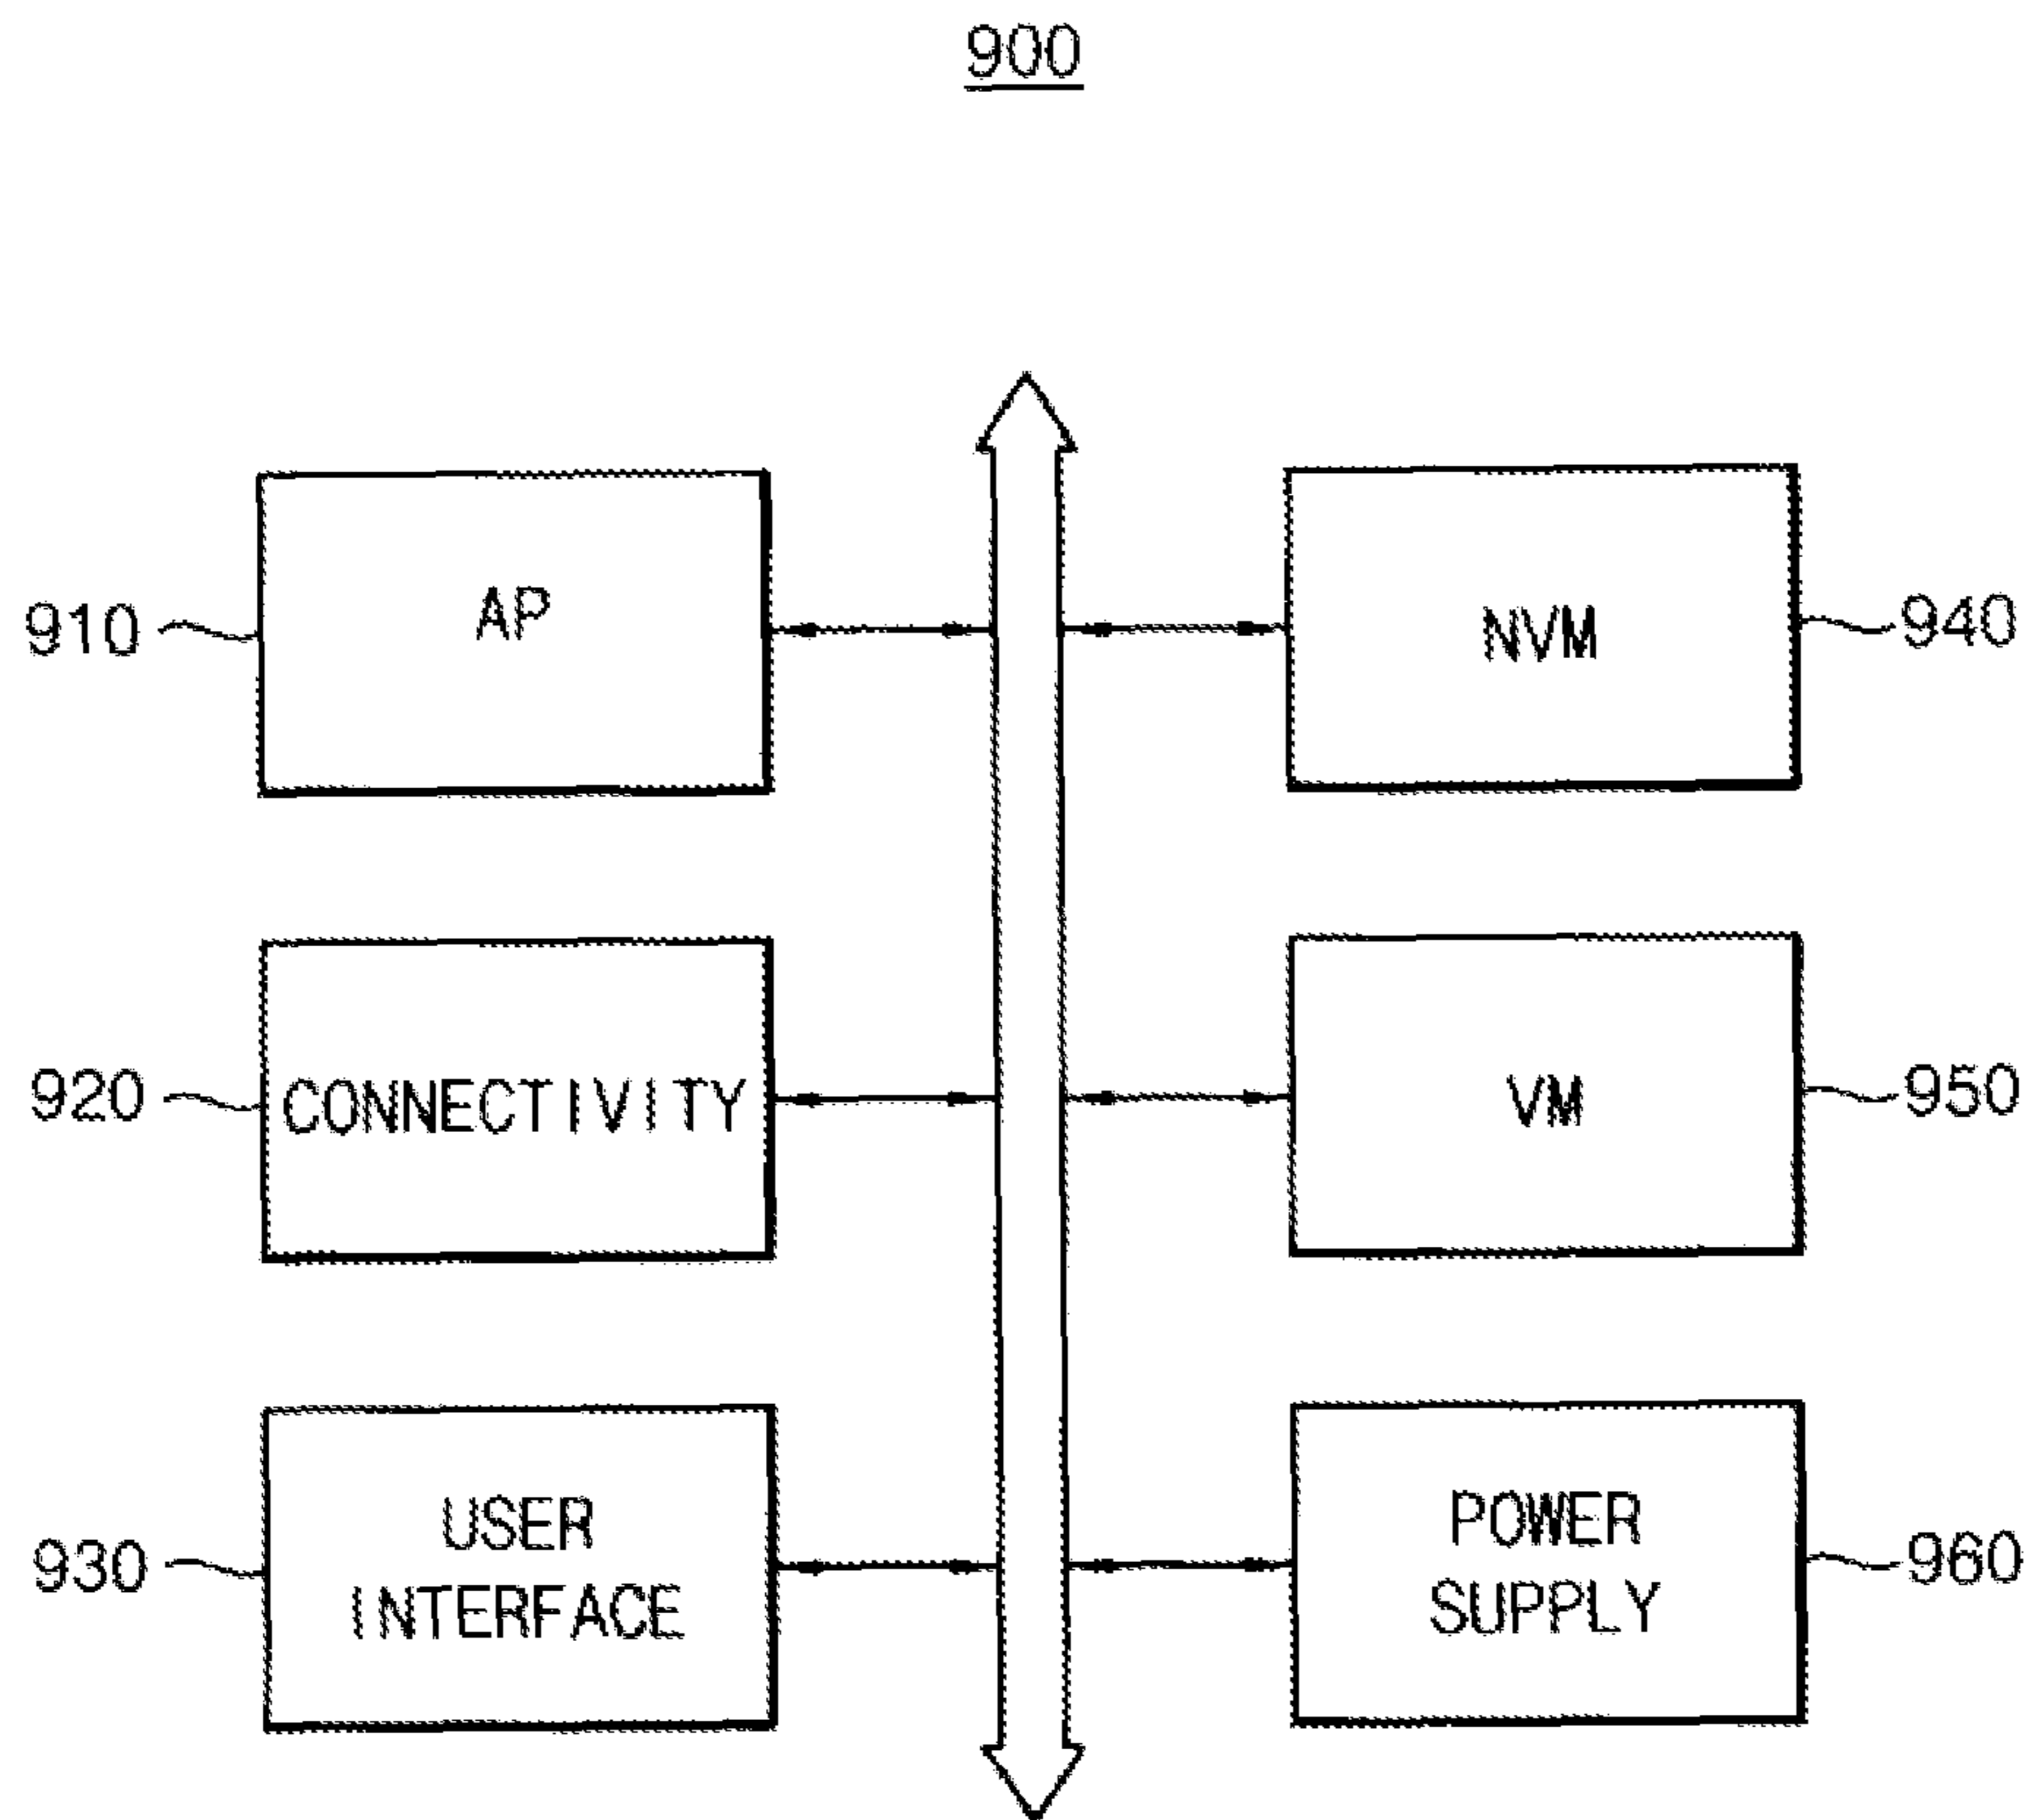 900
910
AP
NVM
940
920
CONNECTIVITY
VM
950
930
USER
INTERFACE
POWER
SUPPLY
960